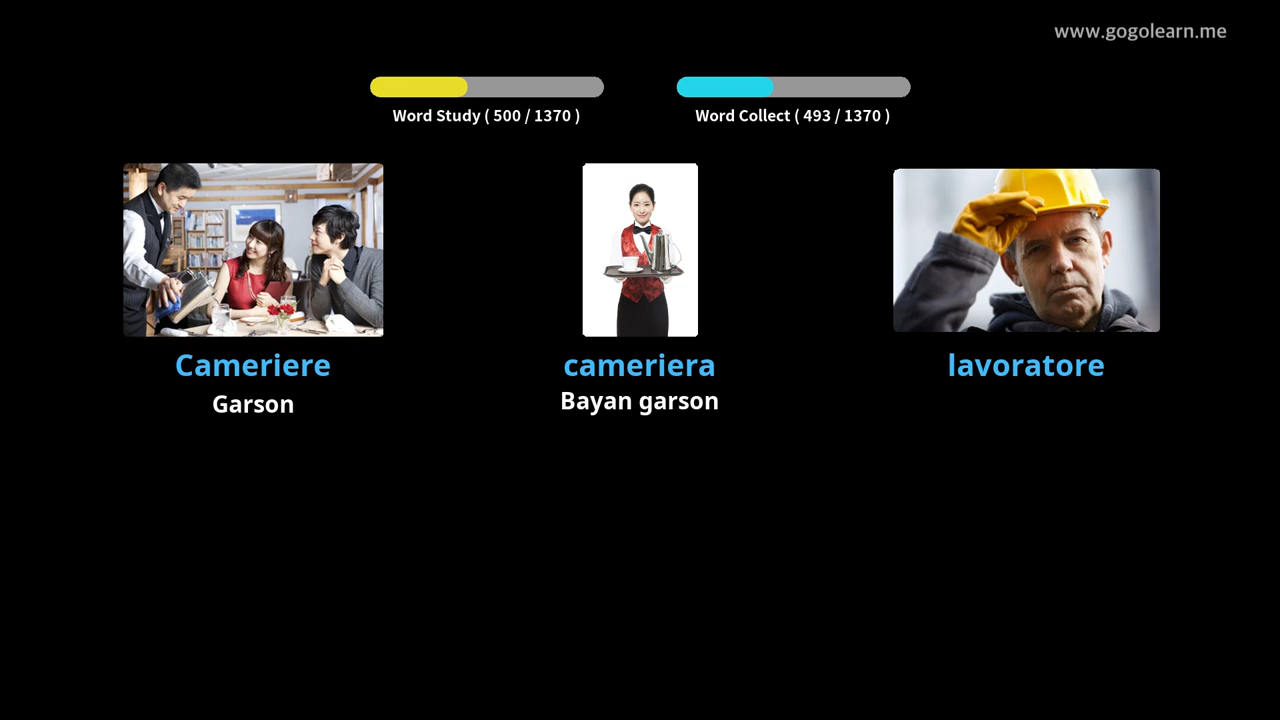 www.gogolearn.me
Word Study ( 500 / 1370 )
Word Collect ( 493 / 1370 )
Cameriere
Garson
cameriera
Bayan garson
lavoratore